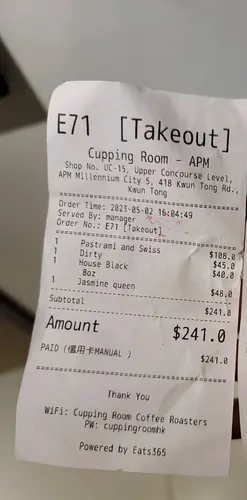 E71 [Takeout]
Cupping Room - APM
Shop No. UC-15, Upper Concourse Level,
APM Millennium City 5, 418 Kwun Tong Rd.,
Kwun Tong
Order Time: 2023-05-02 16:04:49
Served By: manager
Order No.: E71 [Takeout]
1 Pastrami and Swiss $108.0
1 Dirty $45.0
1 House Black $40.0
8oz
1 Jasmine queen $48.0
Subtotal $241.0
Amount $241.0
PAID (信用卡MANUAL ) $241.0
Thank You
WiFi: Cupping Room Coffee Roasters
PW: cuppingroomhk
Powered by Eats365